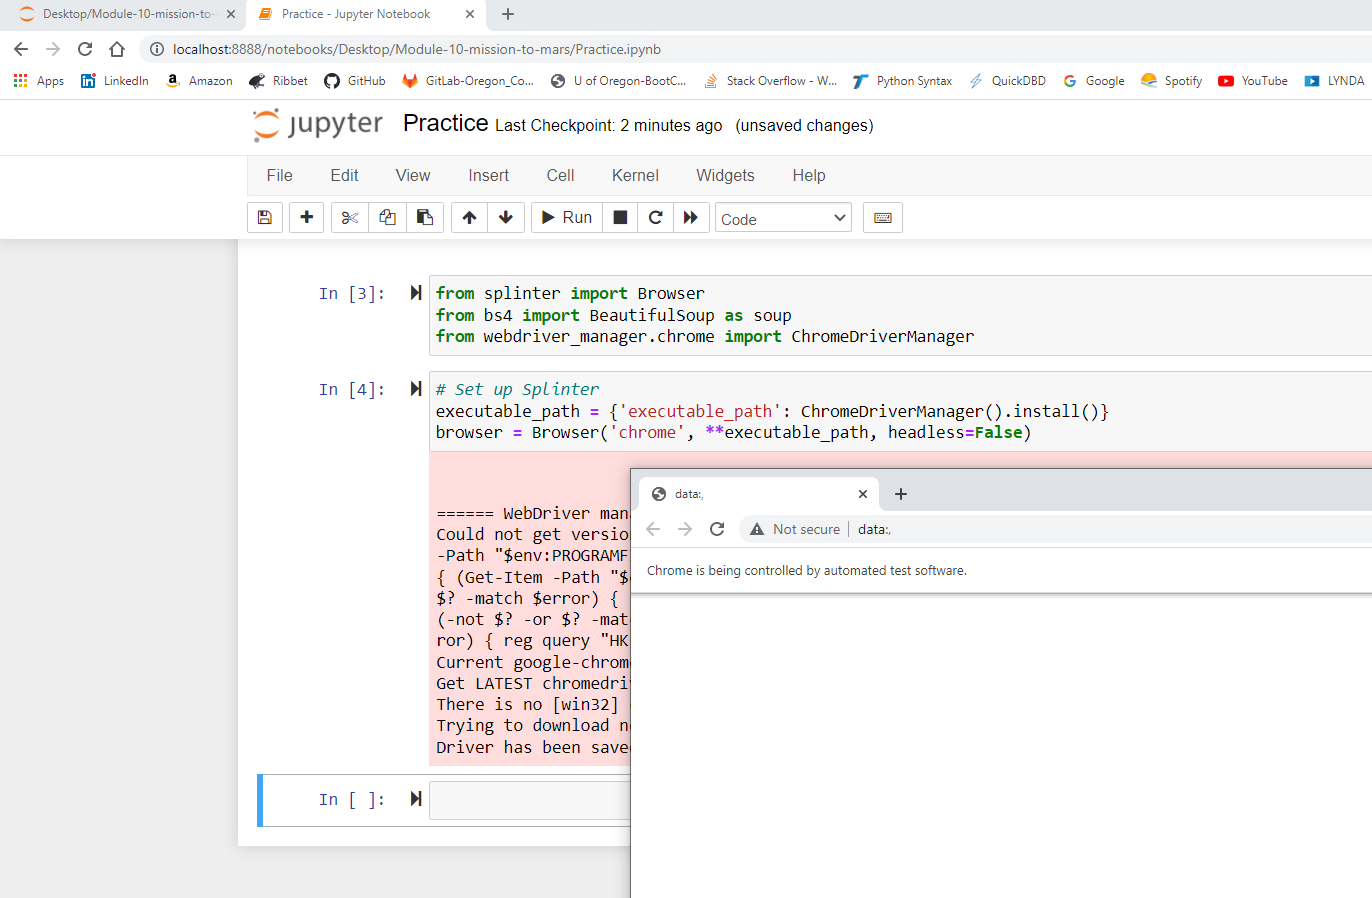 Desktop/Module-10-mission-to-
Practice - Jupyter Notebook
localhost:8888/notebooks/Desktop/Module-10-mission-to-mars/Practice.ipynb
Apps LinkedIn Amazon Ribbet GitHub GitLab-Oregon_Co... U of Oregon-BootC... Stack Overflow - W... Python Syntax QuickDBD Google Spotify YouTube LYNDA
jupyter Practice Last Checkpoint: 2 minutes ago (unsaved changes)
File Edit View Insert Cell Kernel Widgets Help
Run Code
In [3]: from splinter import Browser
from bs4 import BeautifulSoup as soup
from webdriver_manager.chrome import ChromeDriverManager
In [4]: # Set up Splinter
executable_path = {'executable_path': ChromeDriverManager().install()}
browser = Browser('chrome', **executable_path, headless=False)
====== WebDriver man
Could not get version
-Path "$env:PROGRAMF
{ (Get-Item -Path "$
$? -match $error) {
(-not $? -or $? -mat
ror) { reg query "HK
Current google-chrom
Get LATEST chromedri
There is no [win32]
Trying to download n
Driver has been save
In [ ]:
data:,
Not secure data:,
Chrome is being controlled by automated test software.